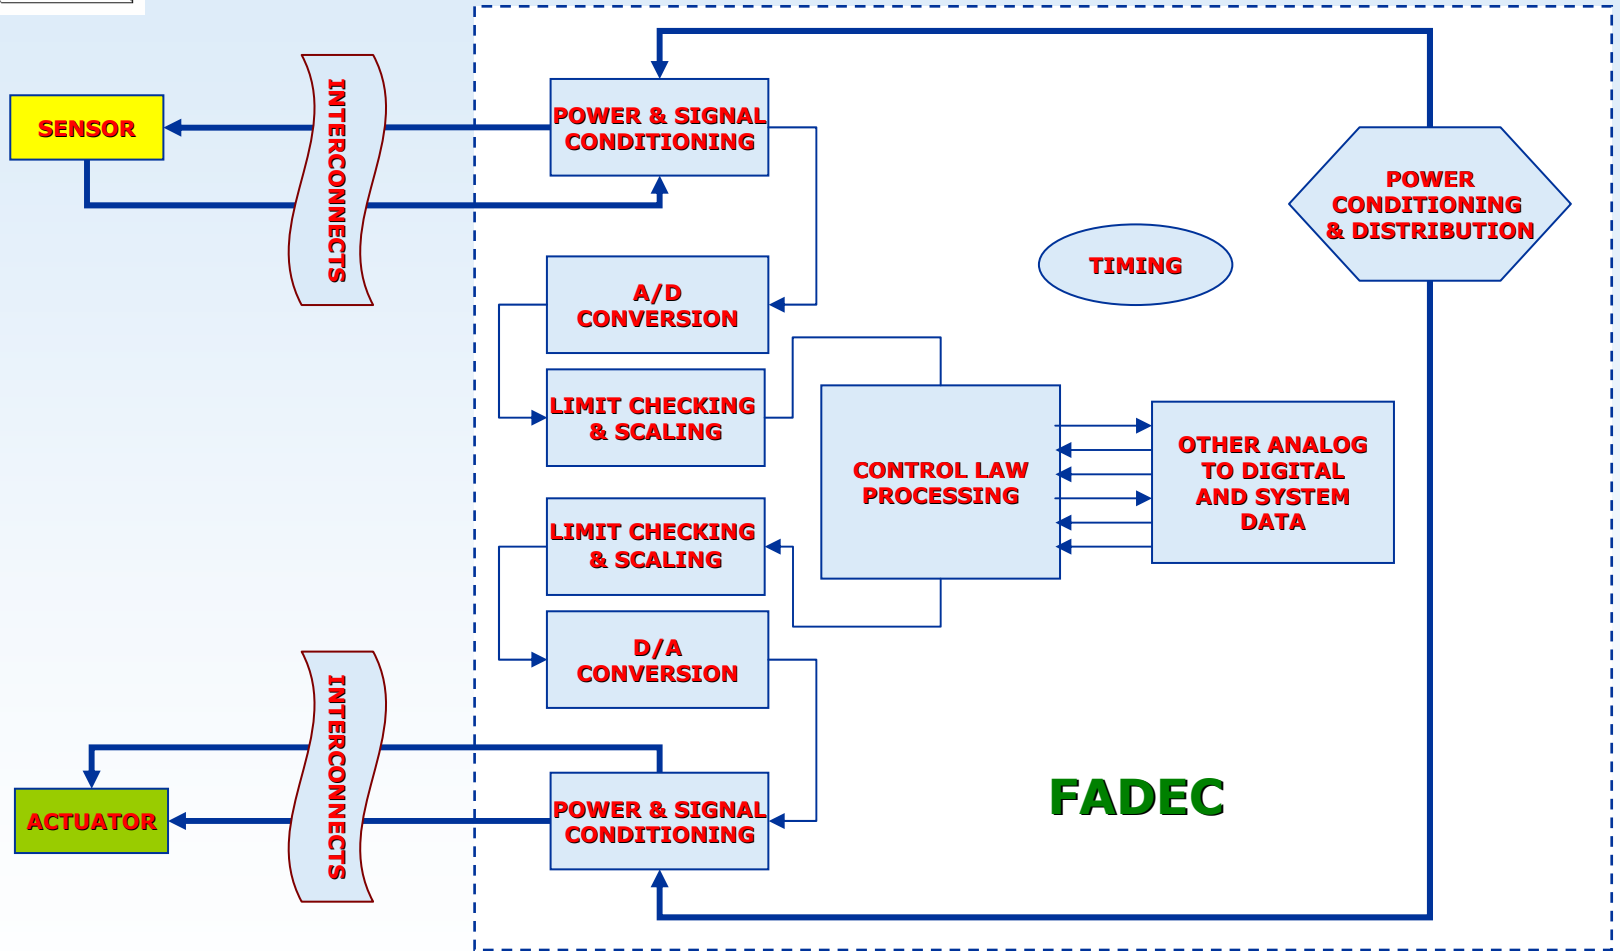 SENSOR
INTERCONNECTS
POWER & SIGNAL
CONDITIONING
POWER
CONDITIONING
& DISTRIBUTION
TIMING
A/D
CONVERSION
LIMIT CHECKING
& SCALING
CONTROL LAW
PROCESSING
OTHER ANALOG
TO DIGITAL
AND SYSTEM
DATA
LIMIT CHECKING
& SCALING
D/A
CONVERSION
INTERCONNECTS
ACTUATOR
POWER & SIGNAL
CONDITIONING
FADEC